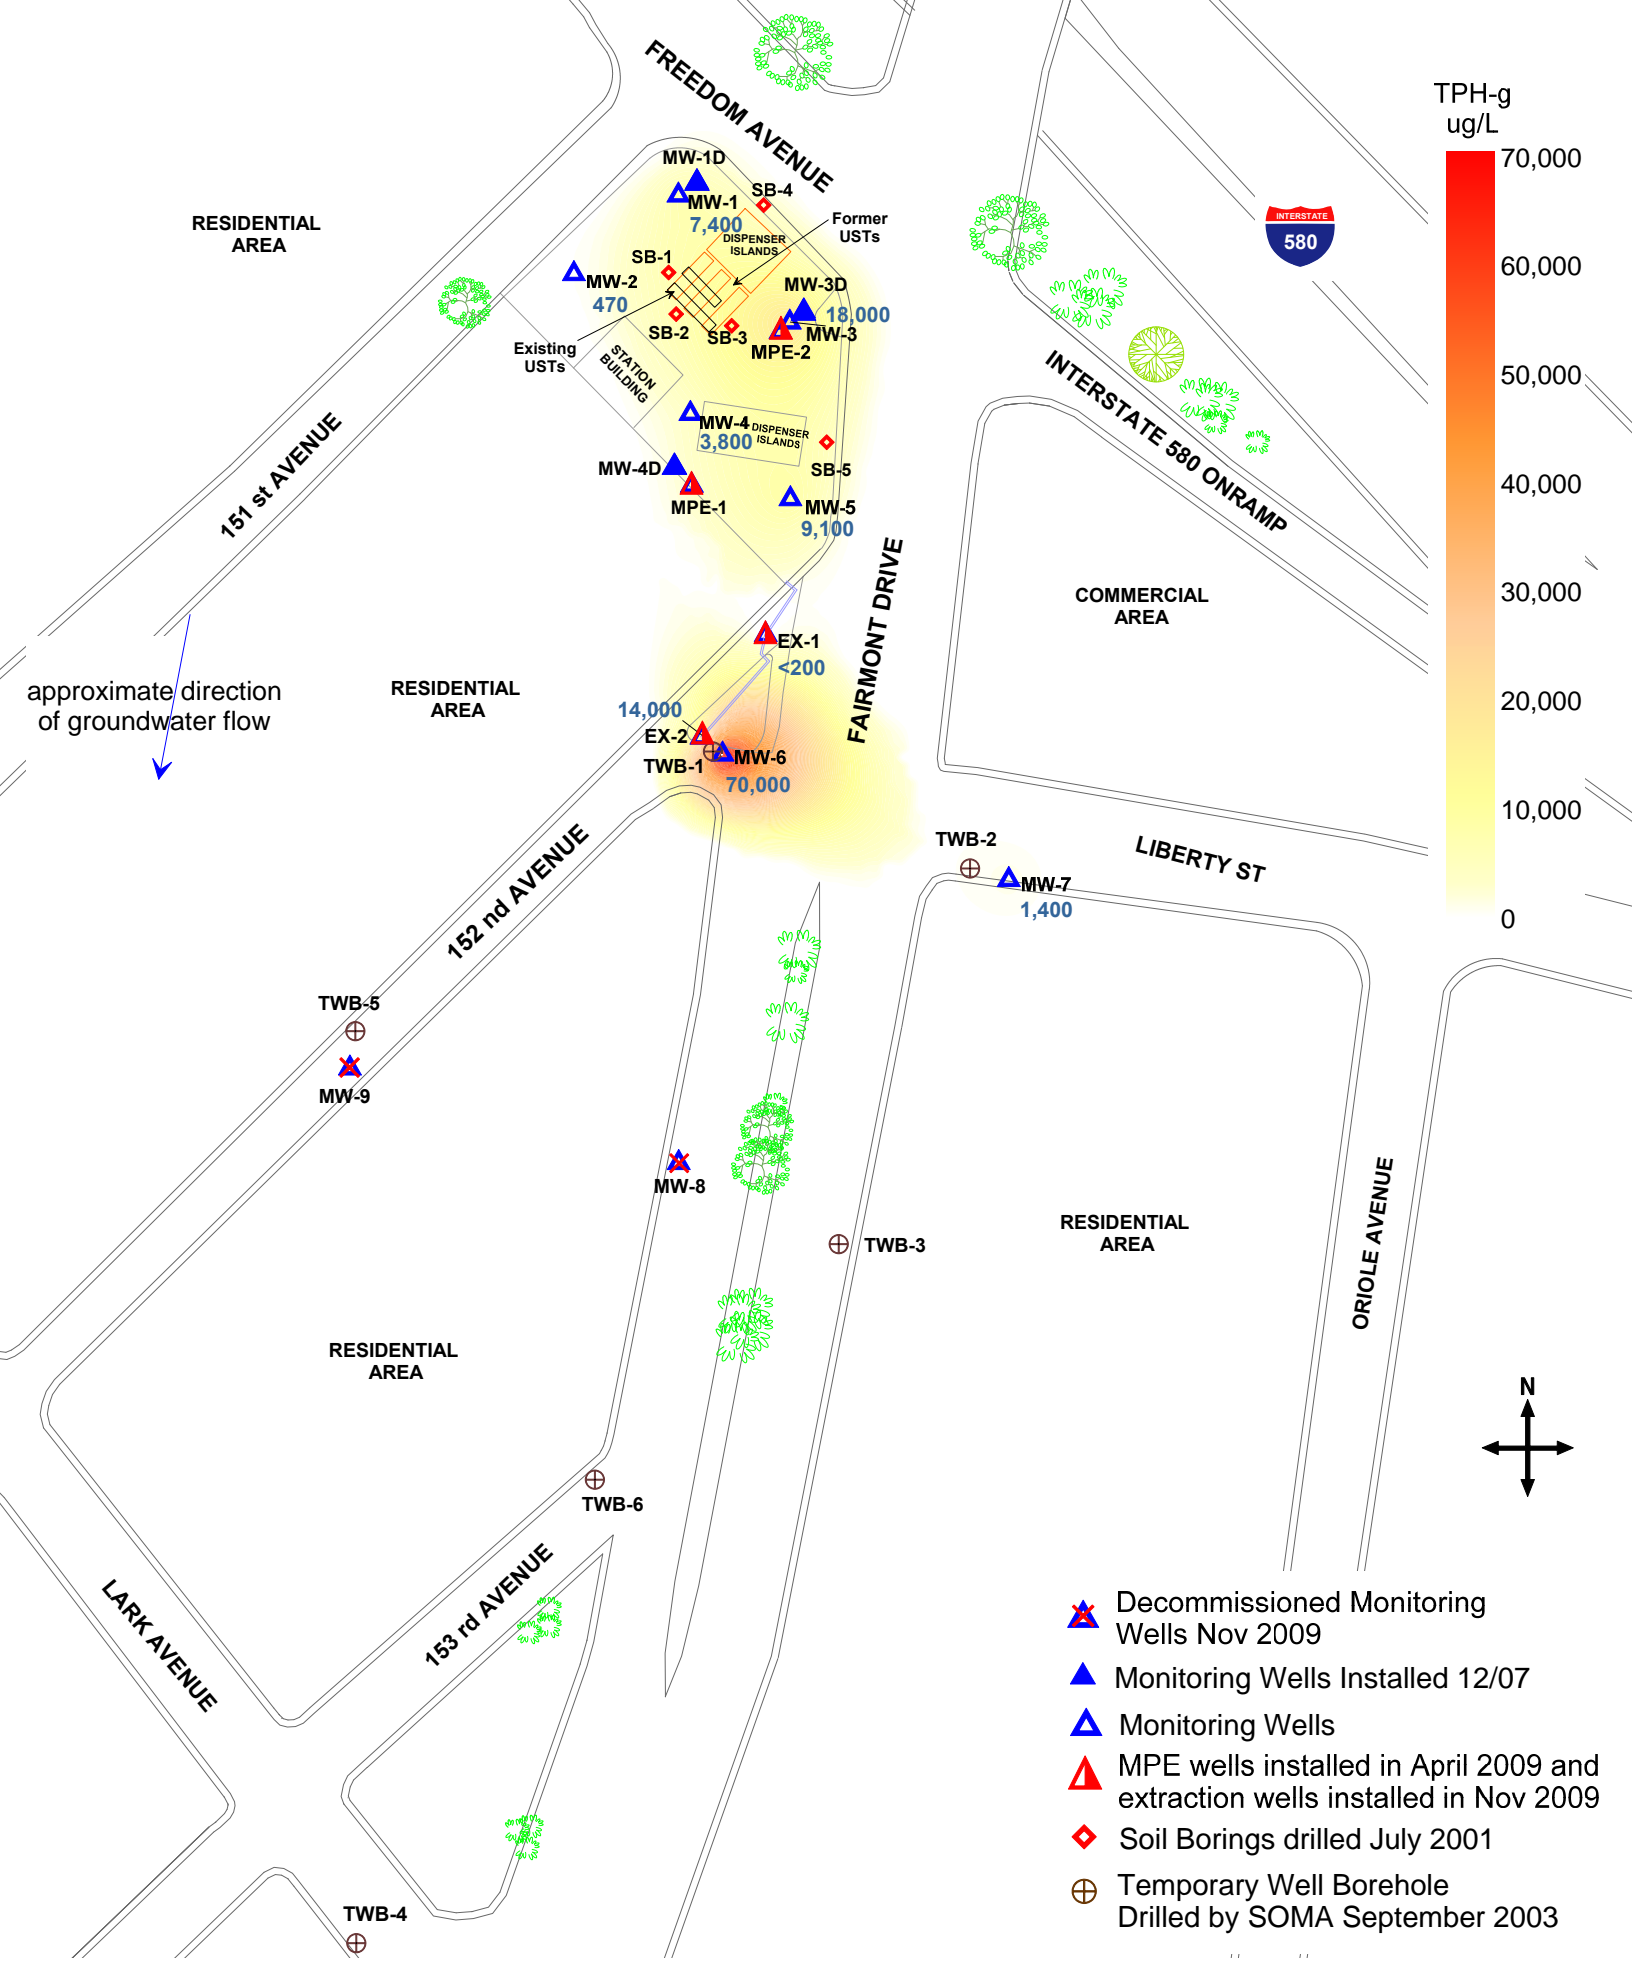 FREEDOM AVENUE
TPH-g
ug/L
70,000
60,000
50,000
40,000
30,000
20,000
10,000
0
MW-1D
MW-1
7,400
SB-4
Former
USTs
DISPENSER
ISLANDS
RESIDENTIAL
AREA
INTERSTATE
580
SB-1
MW-2
470
MW-3D
18,000
MW-3
SB-2
SB-3
MPE-2
Existing
USTs
STATION
BUILDING
INTERSTATE 580 ONRAMP
MW-4
3,800
DISPENSER
ISLANDS
SB-5
MW-4D
MPE-1
MW-5
9,100
151 st AVENUE
FAIRMONT DRIVE
COMMERCIAL
AREA
EX-1
<200
approximate direction
of groundwater flow
RESIDENTIAL
AREA
14,000
EX-2
TWB-1
MW-6
70,000
TWB-2
LIBERTY ST
MW-7
1,400
152 nd AVENUE
TWB-5
MW-9
MW-8
TWB-3
RESIDENTIAL
AREA
ORIOLE AVENUE
RESIDENTIAL
AREA
N
TWB-6
153 rd AVENUE
LARK AVENUE
TWB-4
Decommissioned Monitoring
Wells Nov 2009
Monitoring Wells Installed 12/07
Monitoring Wells
MPE wells installed in April 2009 and
extraction wells installed in Nov 2009
Soil Borings drilled July 2001
Temporary Well Borehole
Drilled by SOMA September 2003